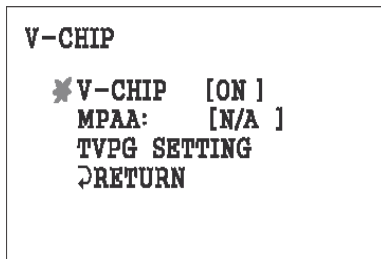 V-CHIP
V-CHIP [ON ]
MPAA: [N/A ]
TVPG SETTING
RETURN